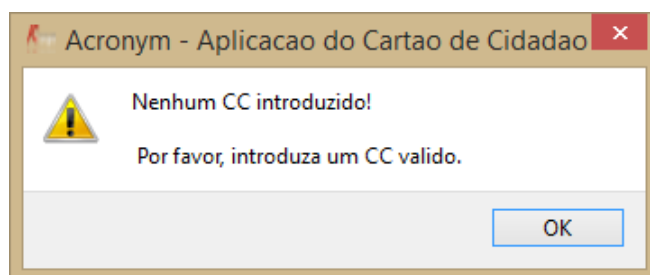 Acronym - Aplicacao do Cartao de Cidadao
Nenhum CC introduzido!
Por favor, introduza um CC valido.
OK